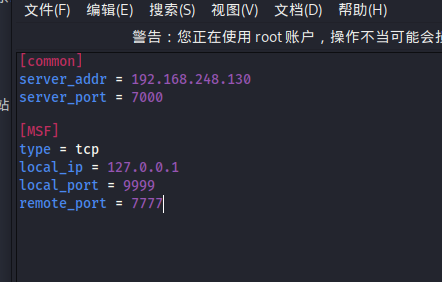 文件(F) 编辑(E) 搜索(S) 视图(V) 文档(D) 帮助(H)
警告：您正在使用 root 账户，操作不当可能会
[common]
server_addr = 192.168.248.130
server_port = 7000
站
[MSF]
type = tcp
local_ip = 127.0.0.1
local_port = 9999
remote_port = 7777